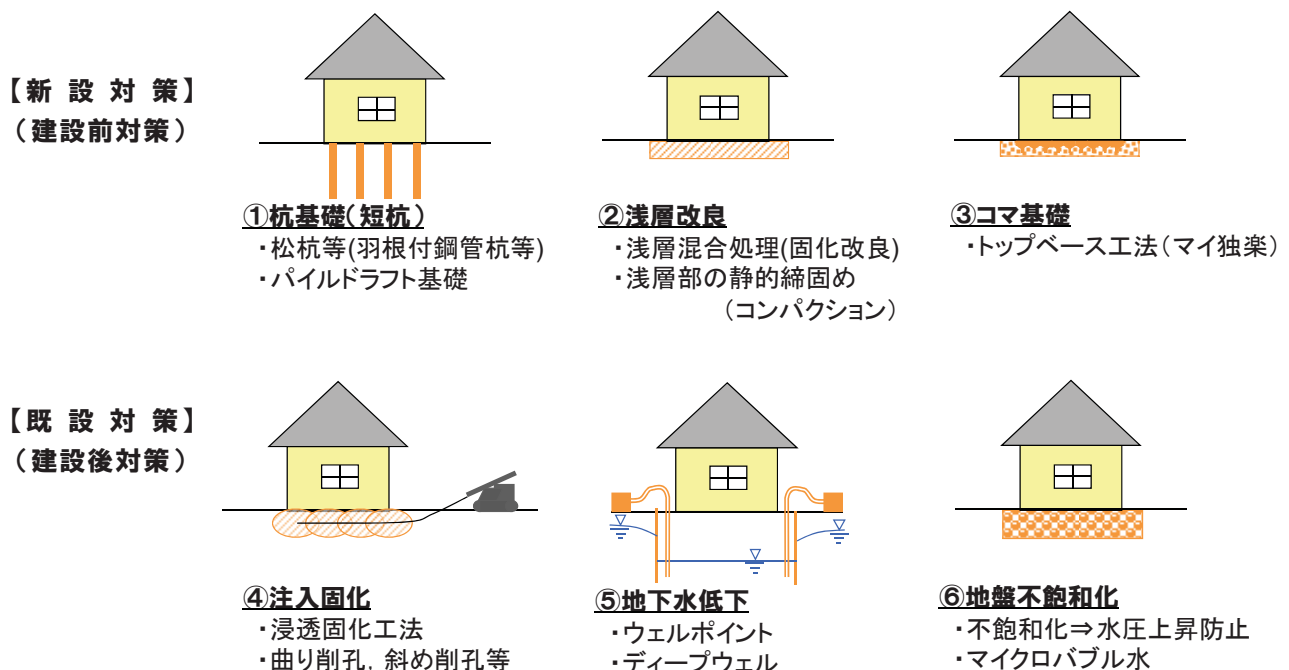 【新設対策】
（建設前対策）
①杭基礎(短杭)
・松杭等(羽根付鋼管杭等)
・パイルドラフト基礎
②浅層改良
・浅層混合処理(固化改良)
・浅層部の静的締固め
（コンパクション）
③コマ基礎
・トップベース工法（マイ独楽）
【既設対策】
（建設後対策）
④注入固化
・浸透固化工法
・曲り削孔，斜め削孔等
⑤地下水低下
・ウェルポイント
・ディープウェル
⑥地盤不飽和化
・不飽和化⇒水圧上昇防止
・マイクロバブル水